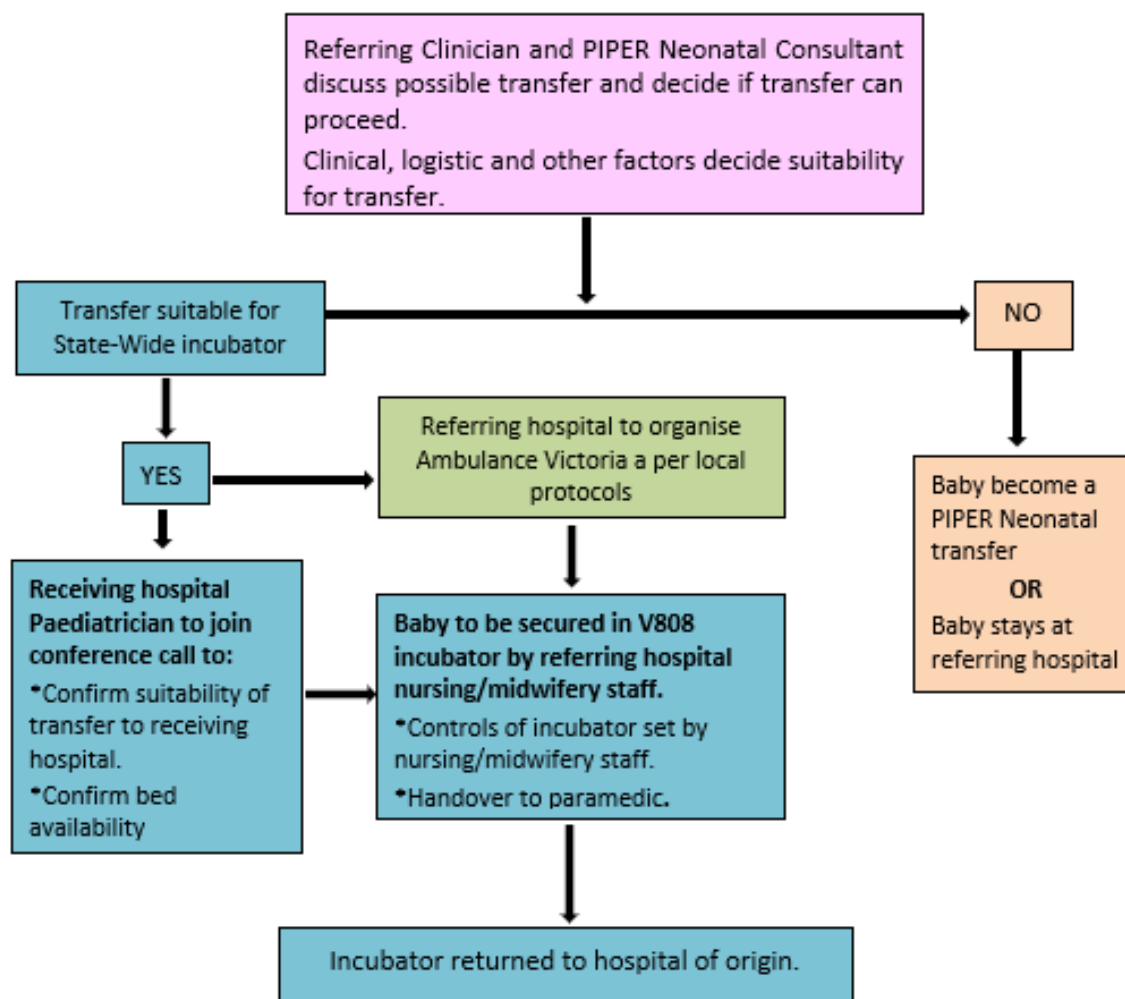 Referring Clinician and PIPER Neonatal Consultant
discuss possible transfer and decide if transfer can
proceed.
Clinical, logistic and other factors decide suitability
for transfer.
Transfer suitable for
State-Wide incubator
NO
YES
Referring hospital to organise
Ambulance Victoria a per local
protocols
Baby become a
PIPER Neonatal
transfer
OR
Baby stays at
referring hospital
Receiving hospital
Paediatrician to join
conference call to:
*Confirm suitability of
transfer to receiving
hospital.
*Confirm bed
availability
Baby to be secured in V808
incubator by referring hospital
nursing/midwifery staff.
*Controls of incubator set by
nursing/midwifery staff.
*Handover to paramedic.
Incubator returned to hospital of origin.